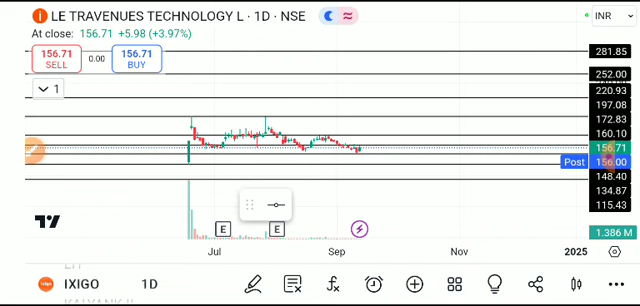 LE TRAVENUES TECHNOLOGY L · 1D · NSE
INR
At close: 156.71 +5.98 (+3.97%)
156.71
SELL
0.00
156.71
BUY
1
281.85
252.00
220.93
197.08
172.83
160.10
156.71
Post 156.00
148.40
134.87
115.43
1.386 M
E
E
Jul
Sep
Nov
2025
IXIGO
1D